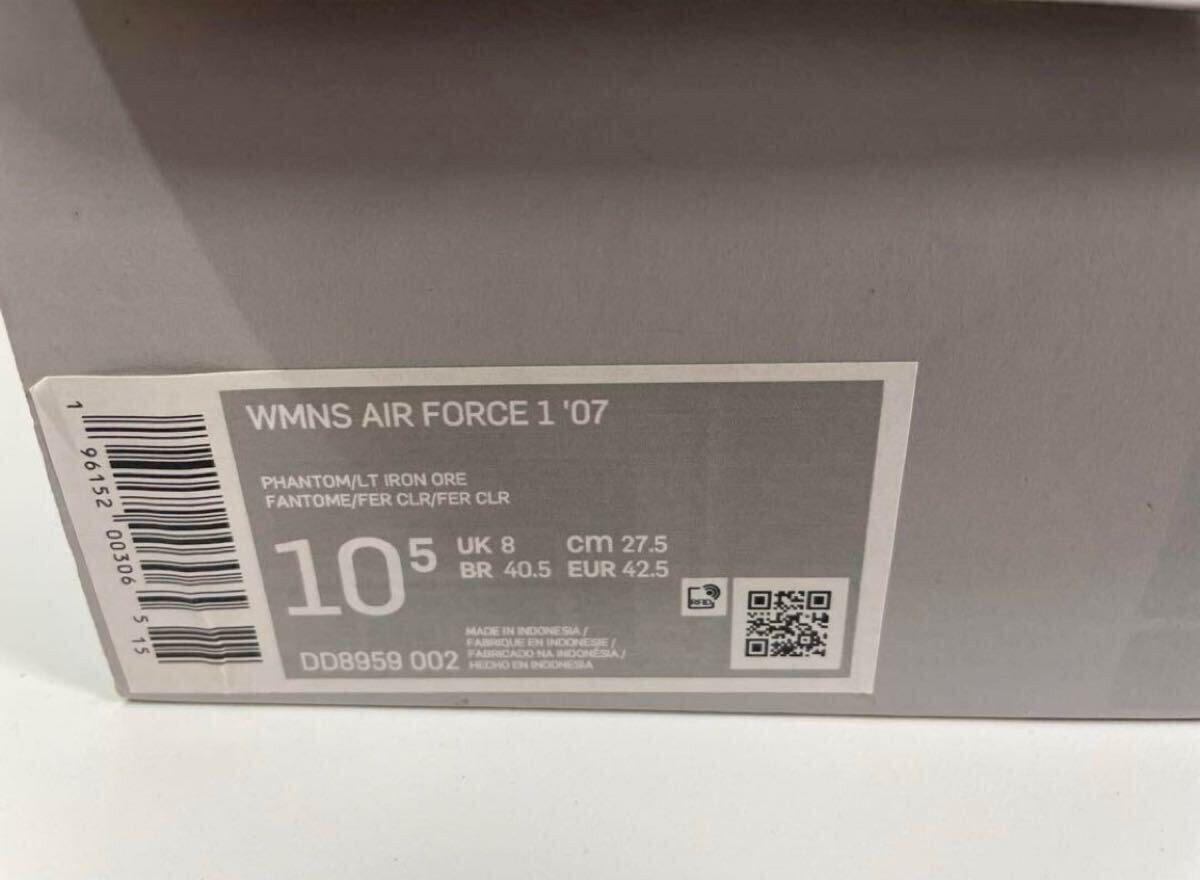 WMNS AIR FORCE 1 '07
PHANTOM/LT IRON ORE
FANTOME/FER CLR/FER CLR
10⁵
UK 8 cm 27.5
BR 40.5 EUR 42.5
RFID
MADE IN INDONESIA /
FABRIQUE EN INDONESIE /
FABRICADO NA INDONÉSIA /
HECHO EN INDONESIA
DD8959 002
1 96152 00306 5 15